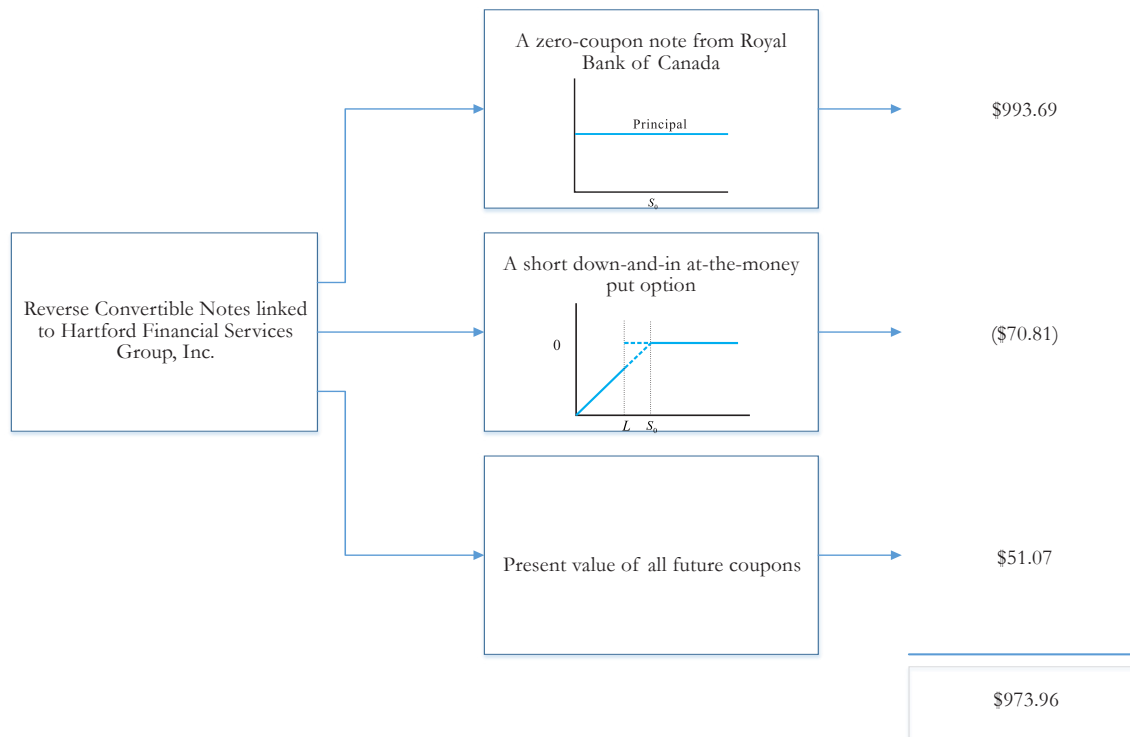 A zero-coupon note from Royal
Bank of Canada
Principal
S₀
$993.69
Reverse Convertible Notes linked
to Hartford Financial Services
Group, Inc.
A short down-and-in at-the-money
put option
0
L S₀
($70.81)
Present value of all future coupons
$51.07
$973.96